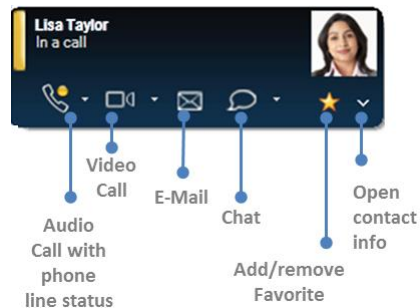 Lisa Taylor
In a call
Video
Call
E-Mail
Chat
Open
contact
info
Audio
Call with
phone
line status
Add/remove
Favorite